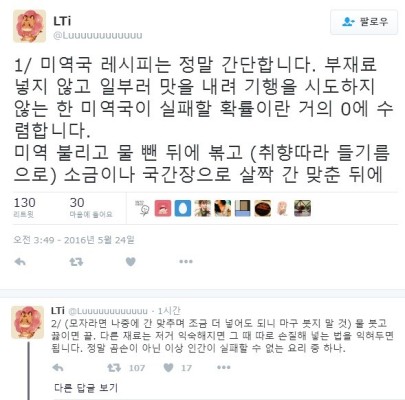 LTi
@Luuuuuuuuuuuu
팔로우
1/ 미역국 레시피는 정말 간단합니다. 부재료
넣지 않고 일부러 맛을 내려 기행을 시도하지
않는 한 미역국이 실패할 확률이란 거의 0에 수
렴합니다.
미역 불리고 물 뺀 뒤에 볶고 (취향따라 들기름
으로) 소금이나 국간장으로 살짝 간 맞춘 뒤에
130 30
리트윗 마음에 들어요
오전 3:49 - 2016년 5월 24일
LTi @Luuuuuuuuuuuu · 1시간
2/ (모자라면 나중에 간 맞추며 조금 더 넣어도 되니 마구 붓지 말 것) 물 붓고
끓이면 끝. 다른 재료는 저거 익숙해지면 그 때 따로 손질해 넣는 법을 익혀두면
됩니다. 정말 곰손이 아닌 이상 인간이 실패할 수 없는 요리 중 하나.
107
다른 답글 보기